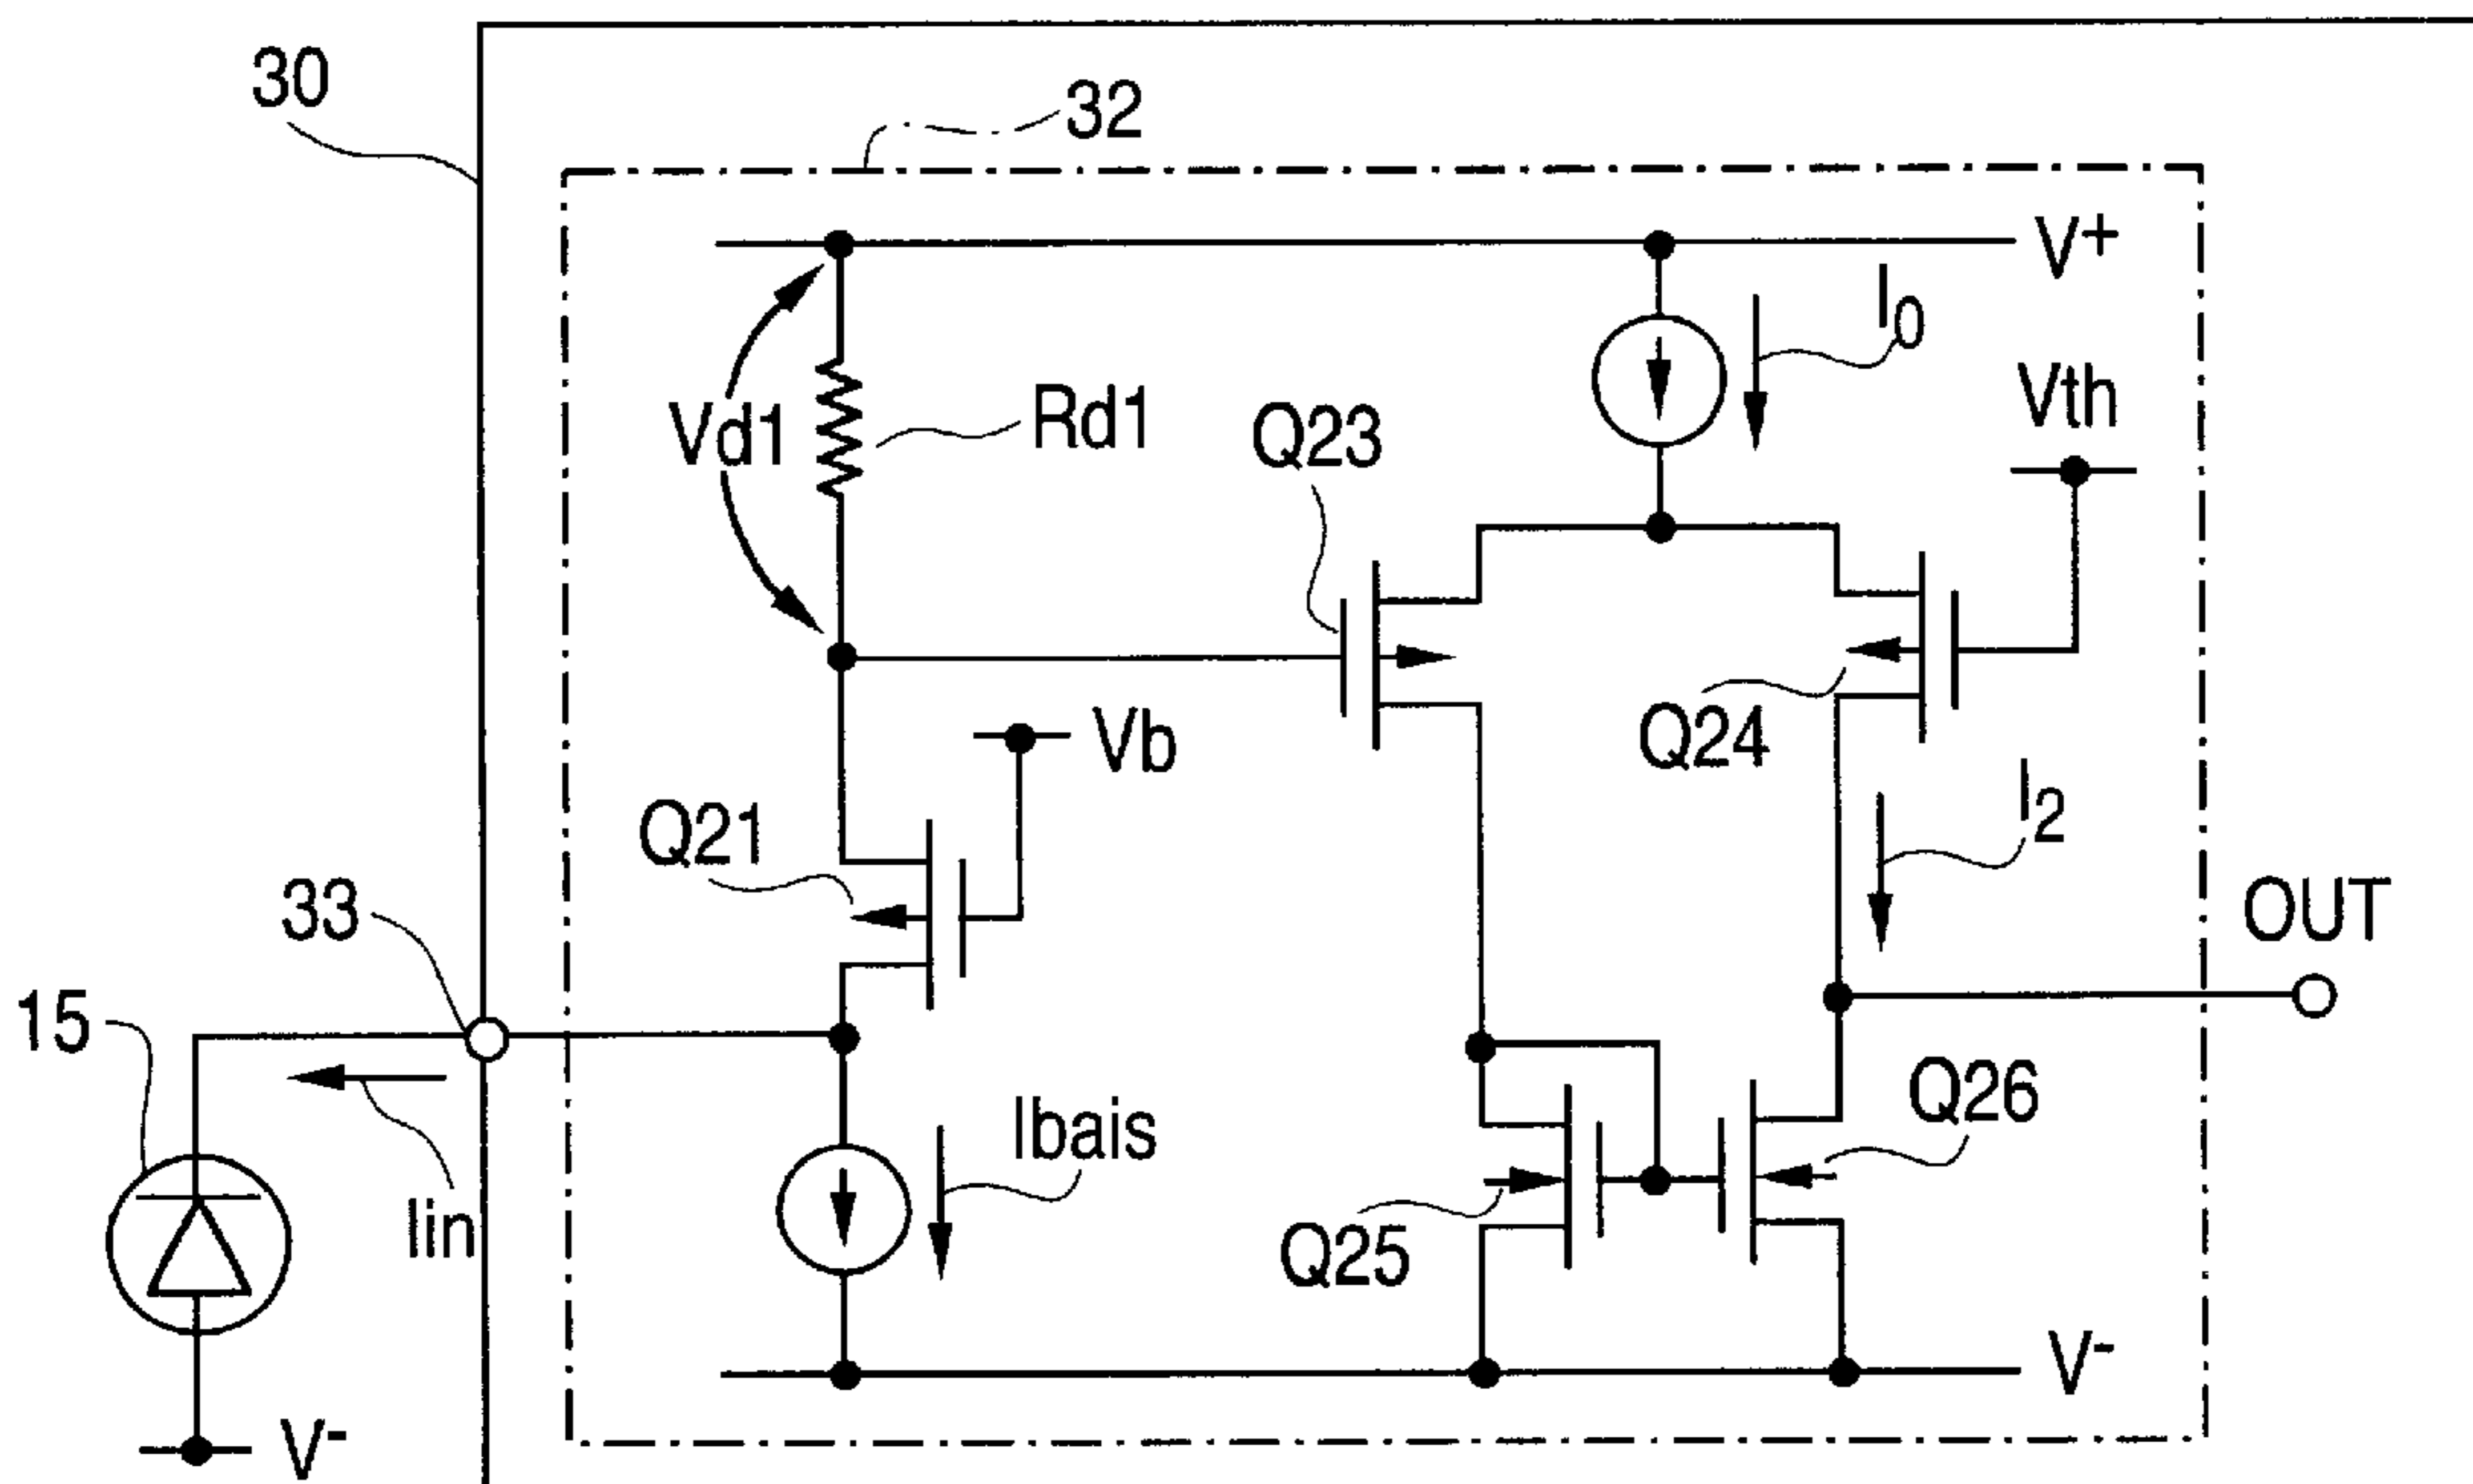 30
32
V+
I0
Vth
Vd1
Rd1
Q23
Vb
Q24
Q21
I2
33
OUT
15
Ibais
Q26
Iin
Q25
V-
V-